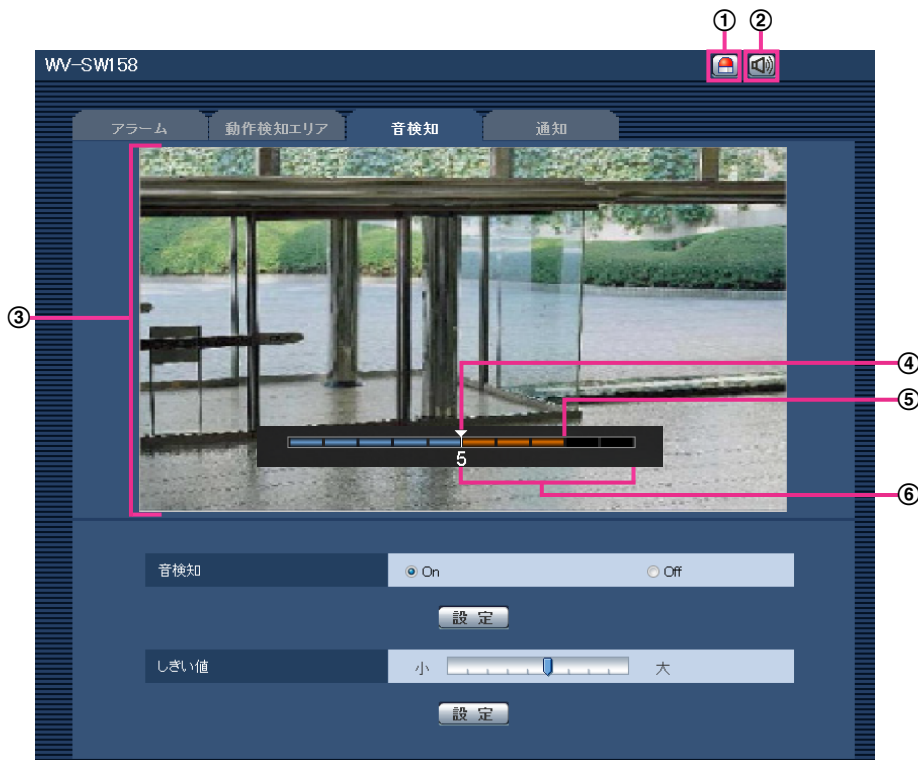 ① ②
WV-SW158
アラーム 動作検知エリア 音検知 通知
③
④
⑤
5
⑥
音検知 On Off
設定
しきい値 小 大
設定